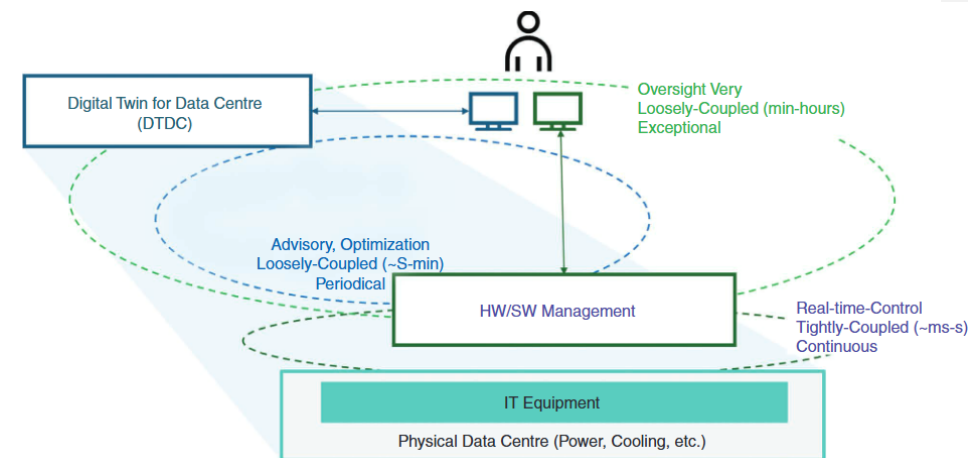 Digital Twin for Data Centre
(DTDC)
Oversight Very
Loosely-Coupled (min-hours)
Exceptional
Advisory, Optimization
Loosely-Coupled (~S-min)
Periodical
HW/SW Management
Real-time-Control
Tightly-Coupled (~ms-s)
Continuous
IT Equipment
Physical Data Centre (Power, Cooling, etc.)